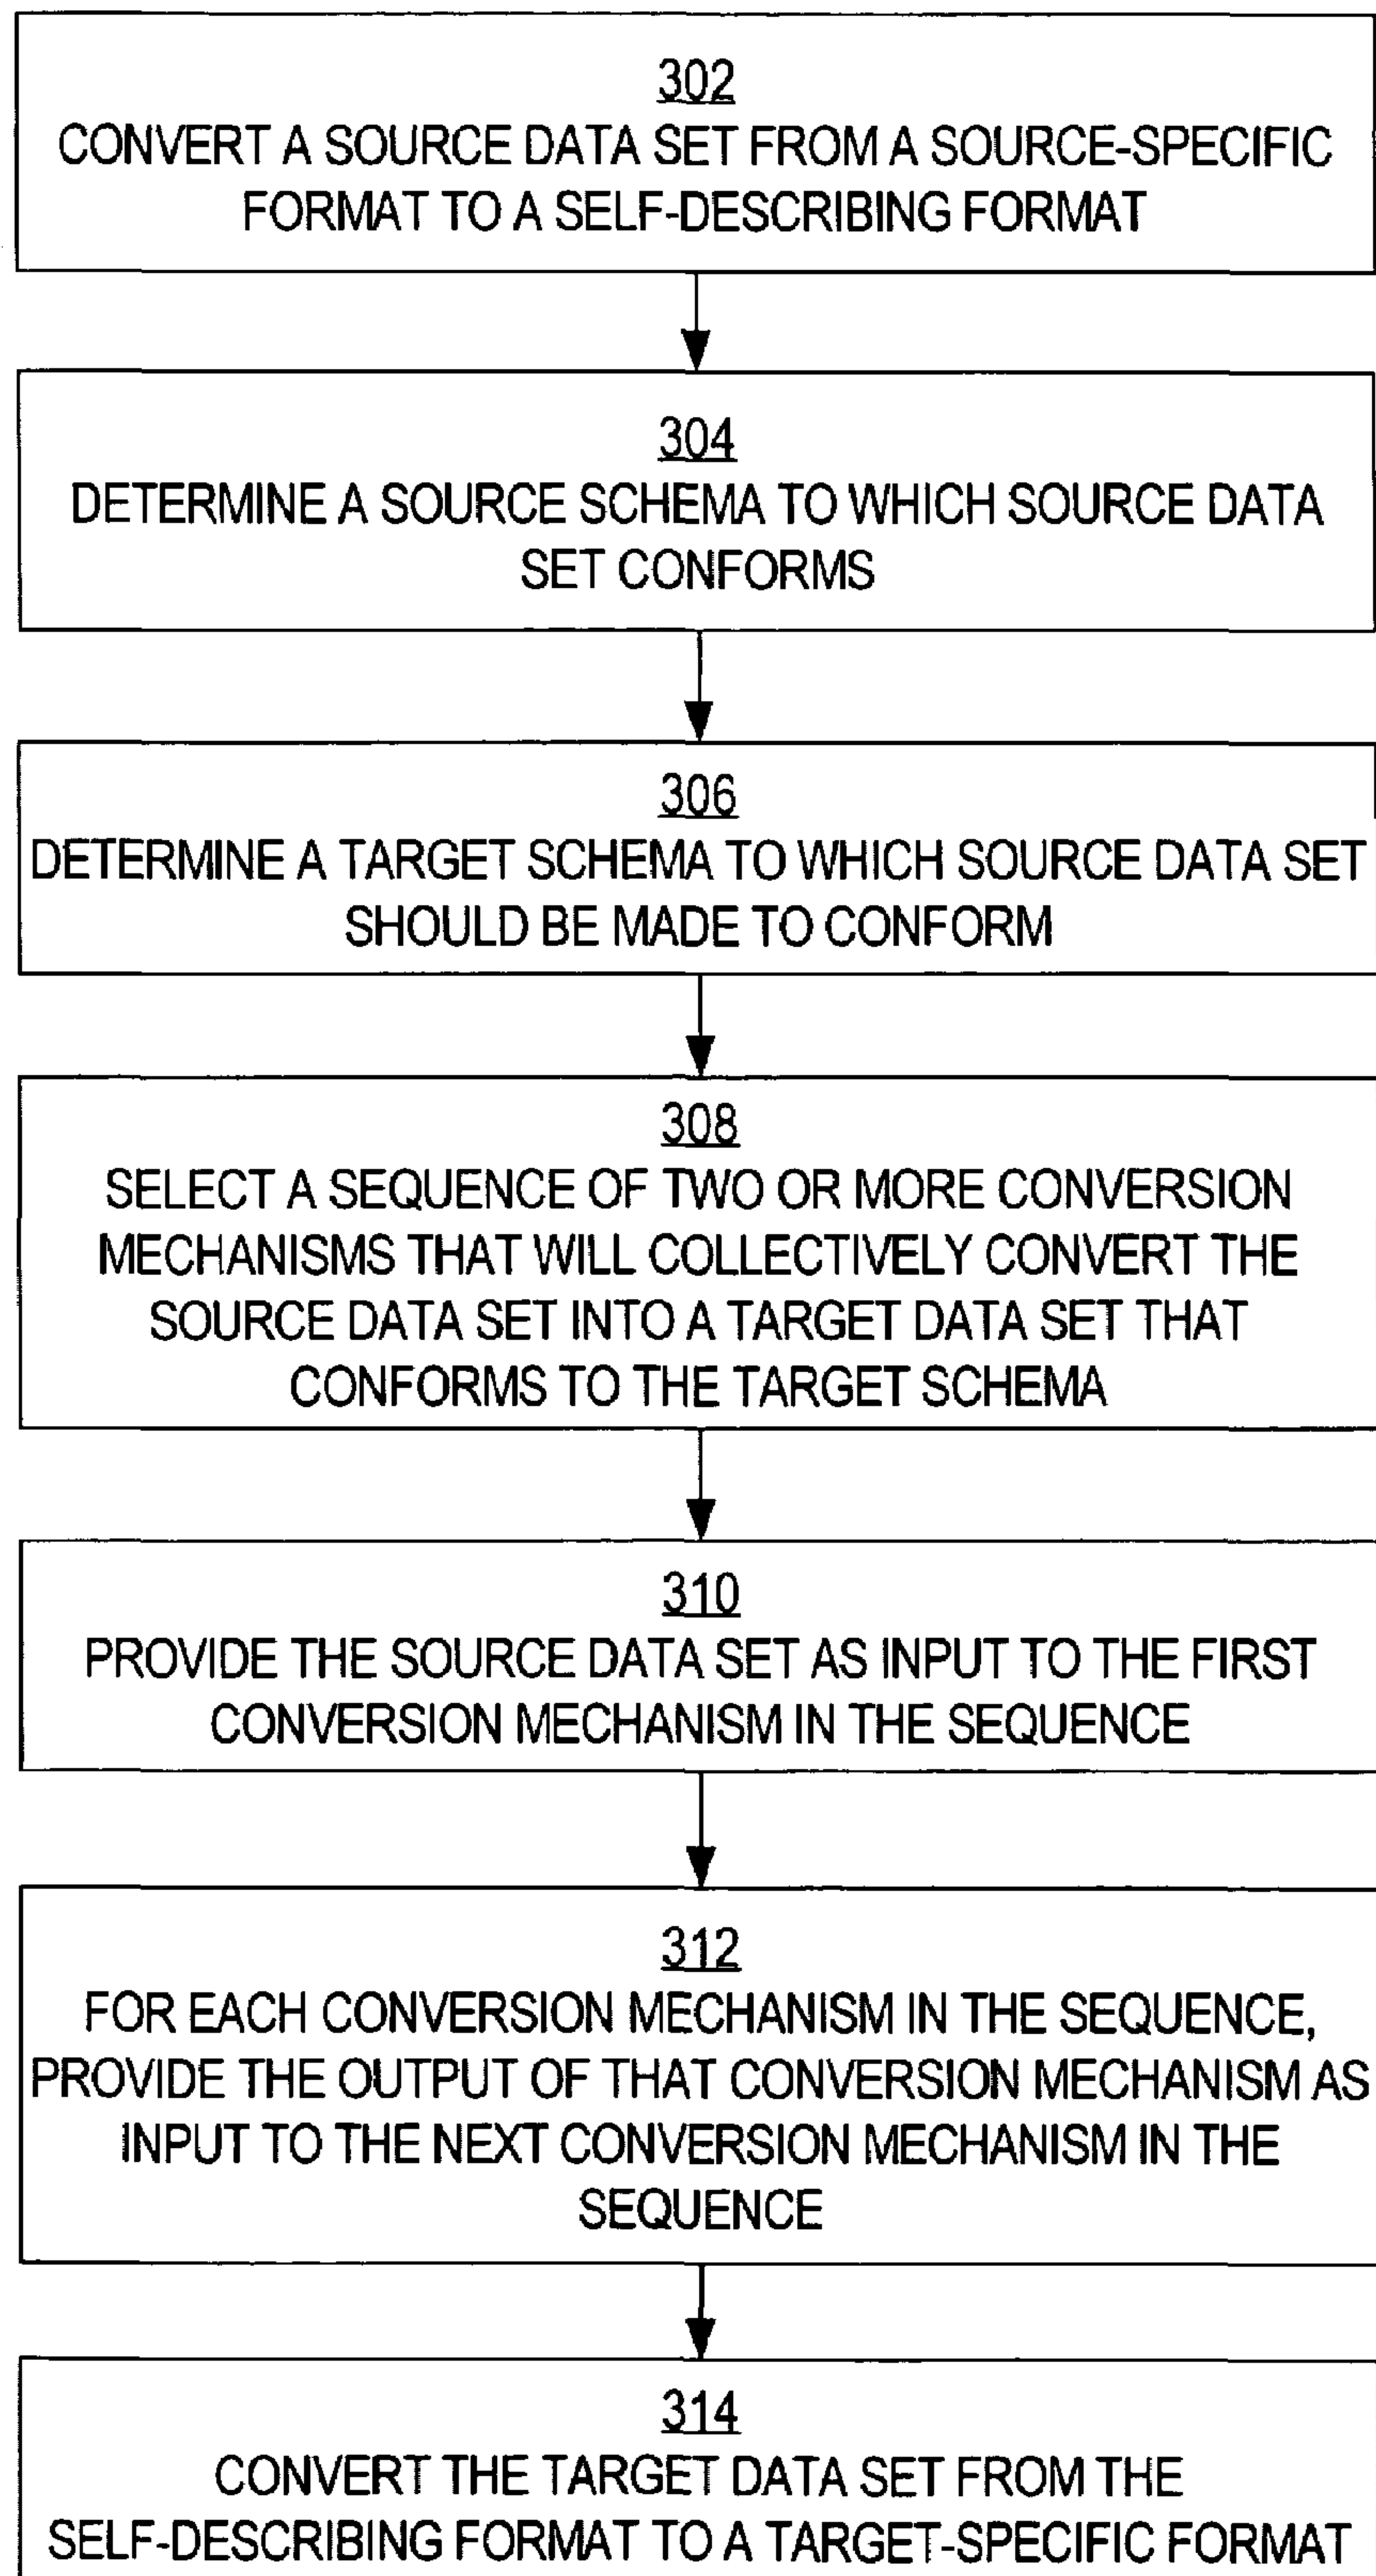 302
CONVERT A SOURCE DATA SET FROM A SOURCE-SPECIFIC
FORMAT TO A SELF-DESCRIBING FORMAT
304
DETERMINE A SOURCE SCHEMA TO WHICH SOURCE DATA
SET CONFORMS
306
DETERMINE A TARGET SCHEMA TO WHICH SOURCE DATA SET
SHOULD BE MADE TO CONFORM
308
SELECT A SEQUENCE OF TWO OR MORE CONVERSION
MECHANISMS THAT WILL COLLECTIVELY CONVERT THE
SOURCE DATA SET INTO A TARGET DATA SET THAT
CONFORMS TO THE TARGET SCHEMA
310
PROVIDE THE SOURCE DATA SET AS INPUT TO THE FIRST
CONVERSION MECHANISM IN THE SEQUENCE
312
FOR EACH CONVERSION MECHANISM IN THE SEQUENCE,
PROVIDE THE OUTPUT OF THAT CONVERSION MECHANISM AS
INPUT TO THE NEXT CONVERSION MECHANISM IN THE
SEQUENCE
314
CONVERT THE TARGET DATA SET FROM THE
SELF-DESCRIBING FORMAT TO A TARGET-SPECIFIC FORMAT